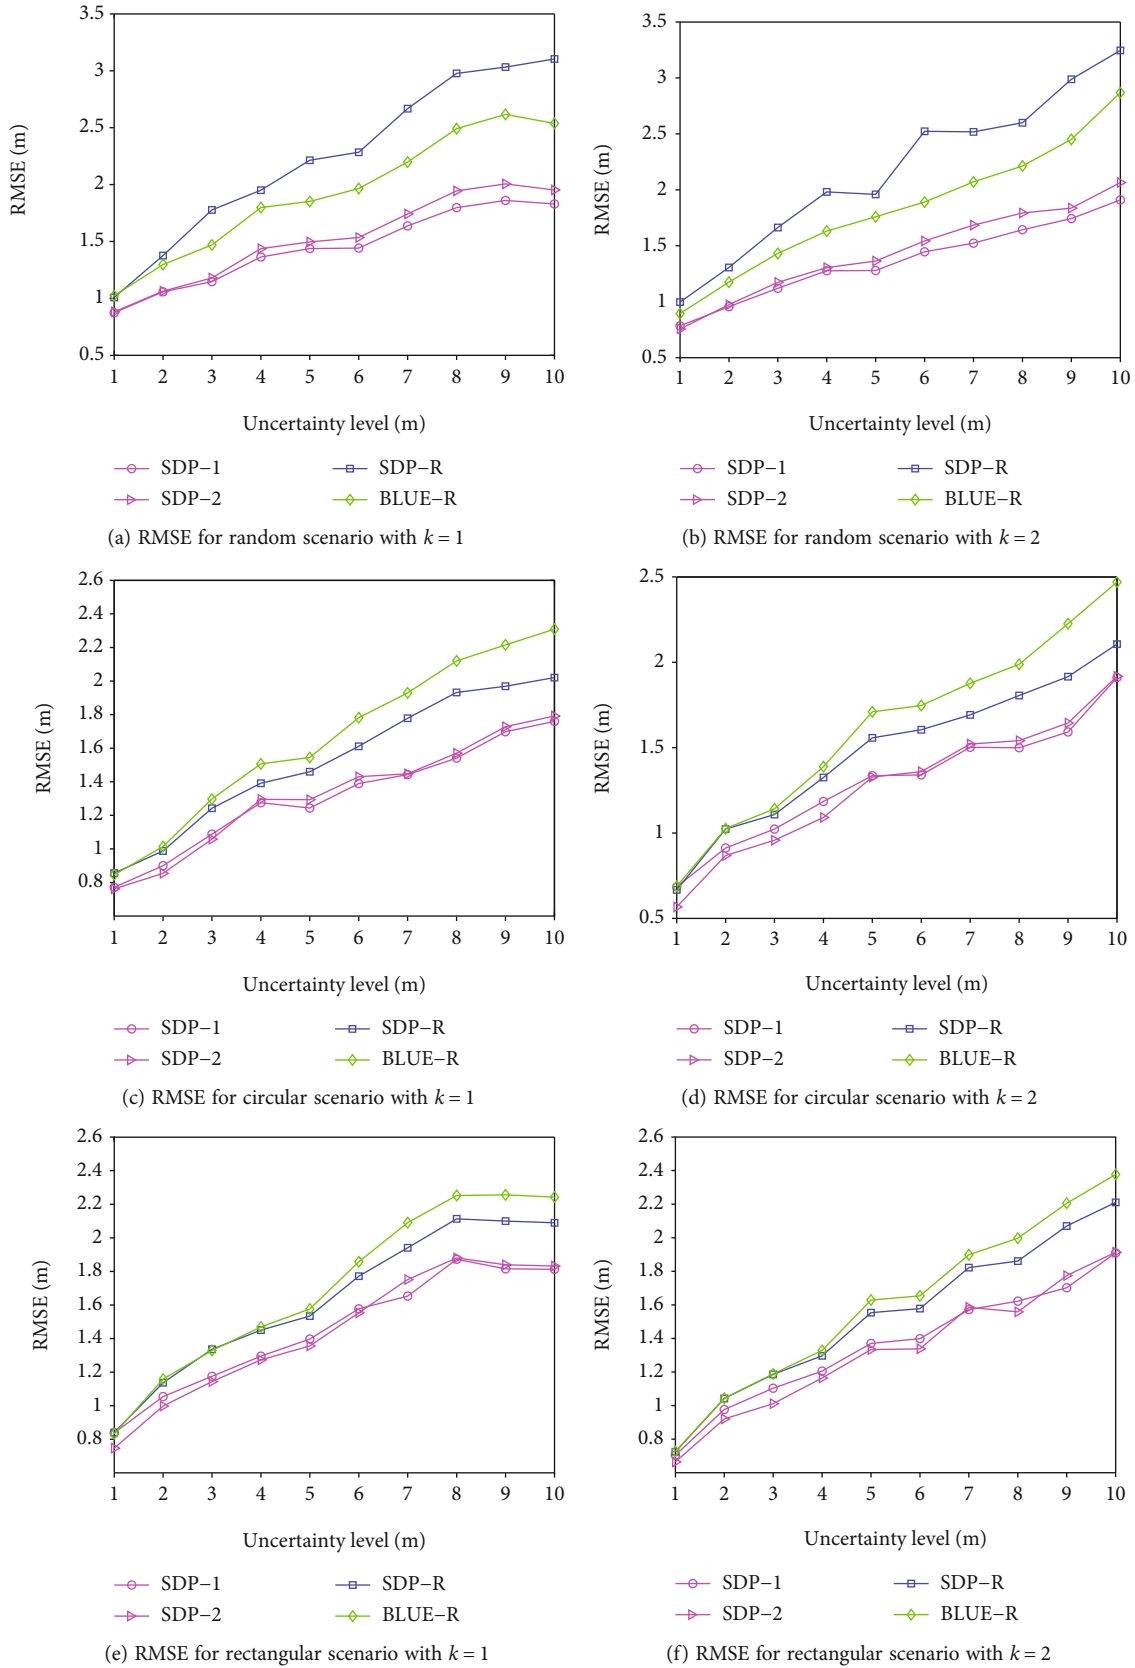 3.5
3
2.5
2
1.5
1
0.5
RMSE (m)
1 2 3 4 5 6 7 8 9 10
Uncertainty level (m)
SDP−1
SDP−2
SDP−R
BLUE−R
(a) RMSE for random scenario with k = 1
3.5
3
2.5
2
1.5
1
0.5
RMSE (m)
1 2 3 4 5 6 7 8 9 10
Uncertainty level (m)
SDP−1
SDP−2
SDP−R
BLUE−R
(b) RMSE for random scenario with k = 2
2.6
2.4
2.2
2
1.8
1.6
1.4
1.2
1
0.8
RMSE (m)
1 2 3 4 5 6 7 8 9 10
Uncertainty level (m)
SDP−1
SDP−2
SDP−R
BLUE−R
(c) RMSE for circular scenario with k = 1
2.5
2
1.5
1
0.5
RMSE (m)
1 2 3 4 5 6 7 8 9 10
Uncertainty level (m)
SDP−1
SDP−2
SDP−R
BLUE−R
(d) RMSE for circular scenario with k = 2
2.6
2.4
2.2
2
1.8
1.6
1.4
1.2
1
0.8
RMSE (m)
1 2 3 4 5 6 7 8 9 10
Uncertainty level (m)
SDP−1
SDP−2
SDP−R
BLUE−R
(e) RMSE for rectangular scenario with k = 1
2.6
2.4
2.2
2
1.8
1.6
1.4
1.2
1
0.8
RMSE (m)
1 2 3 4 5 6 7 8 9 10
Uncertainty level (m)
SDP−1
SDP−2
SDP−R
BLUE−R
(f) RMSE for rectangular scenario with k = 2